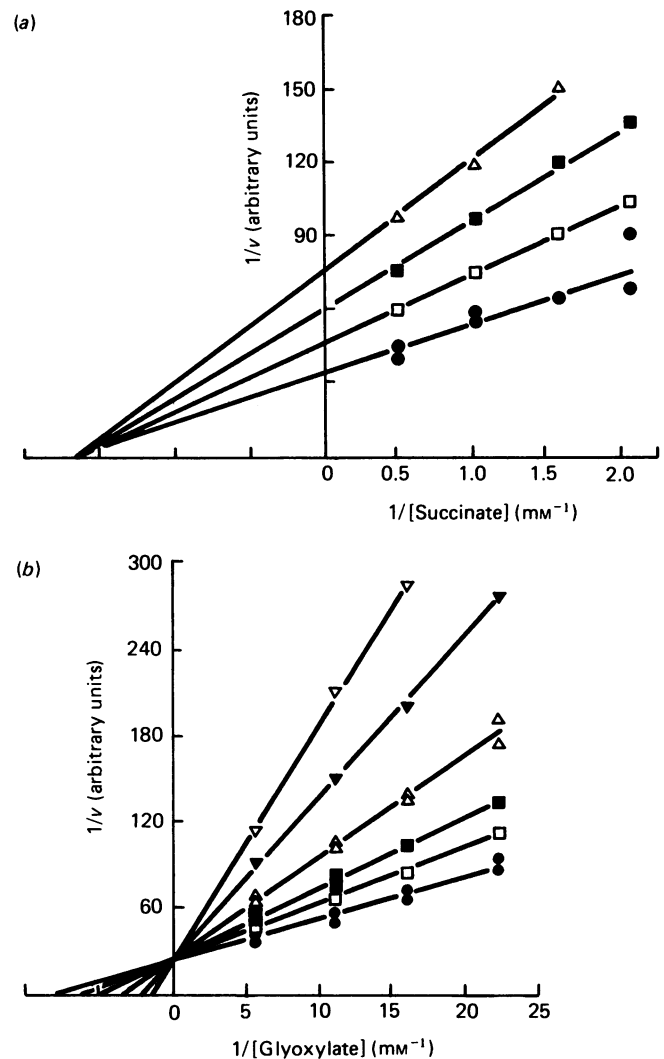 (a)
180
150
120
90
1/v (arbitrary units)
0 0.5 1.0 1.5 2.0
1/[Succinate] (mM⁻¹)
(b)
300
240
180
120
60
1/v (arbitrary units)
0 5 10 15 20 25
1/[Glyoxylate] (mM⁻¹)